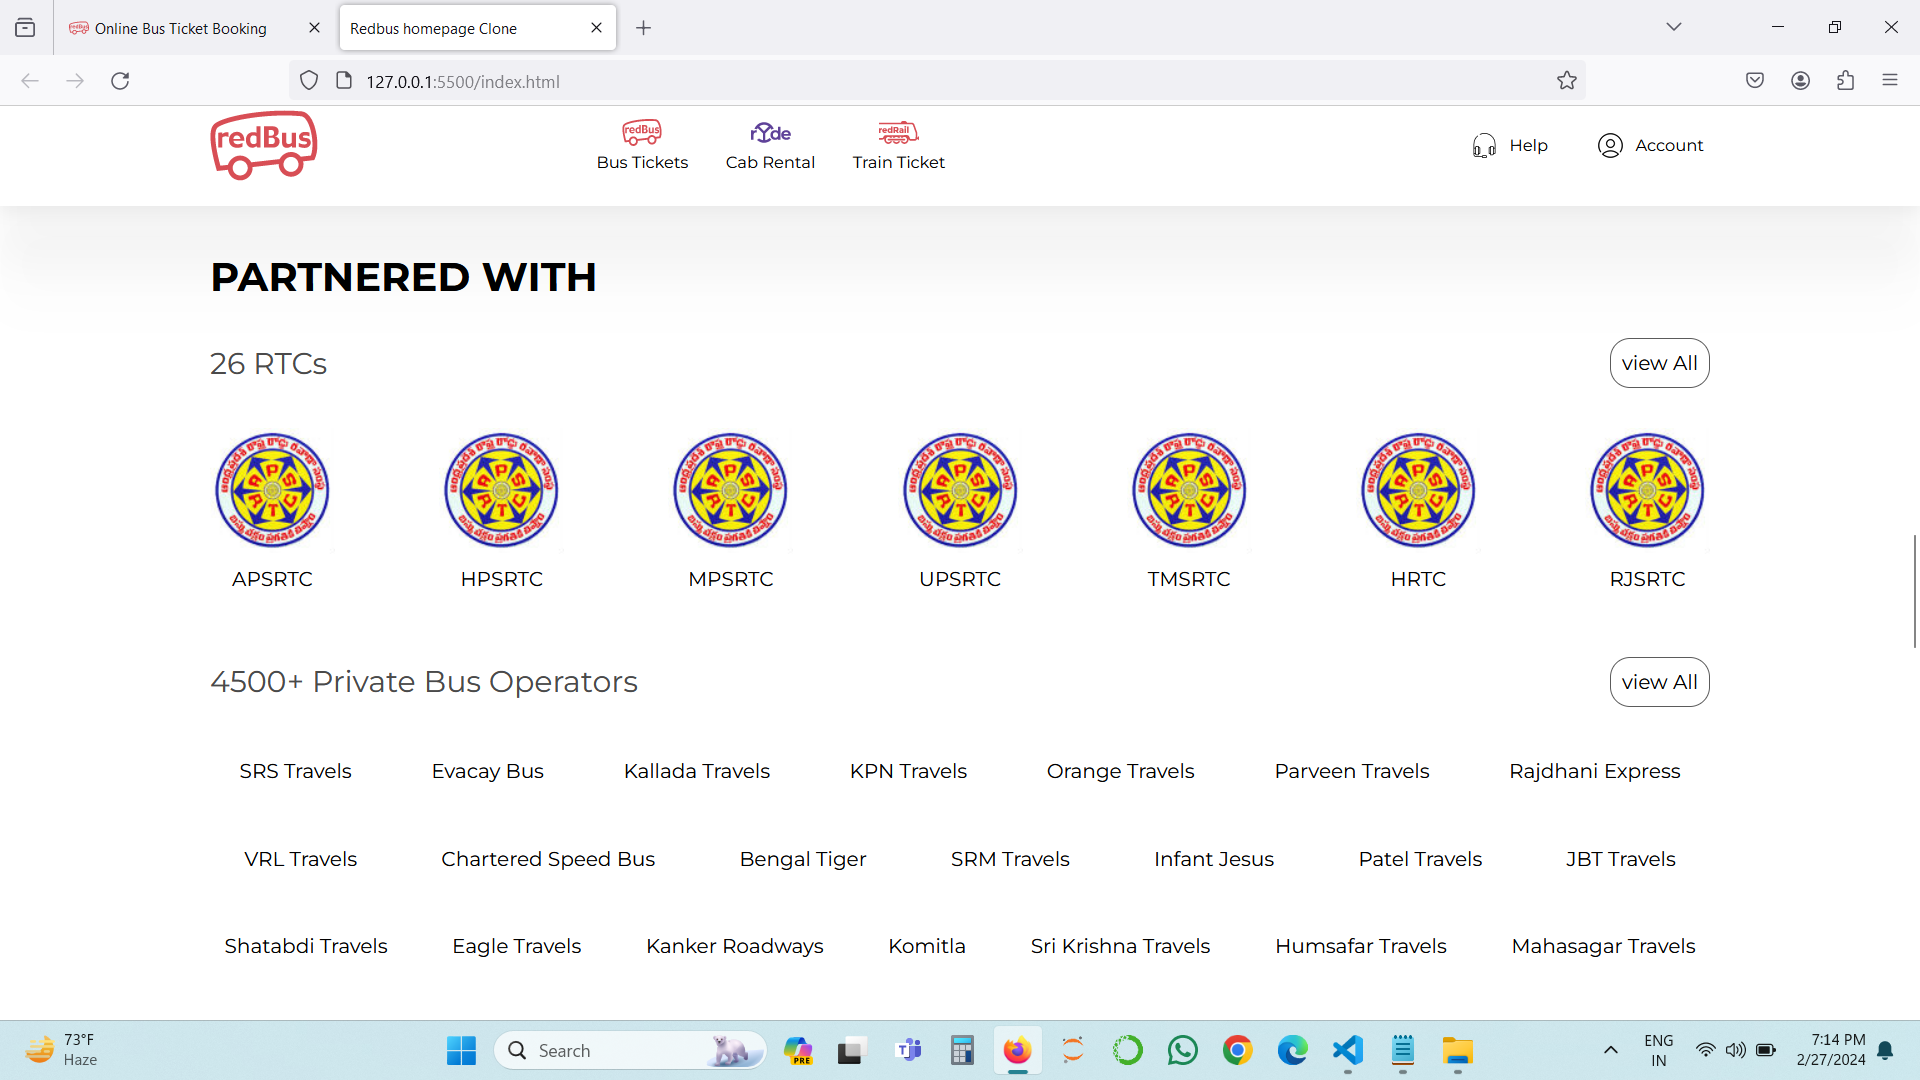 Online Bus Ticket Booking
Redbus homepage Clone
127.0.0.1:5500/index.html
redBus
redBus
Bus Tickets
rYde
Cab Rental
redRail
Train Ticket
Help
Account
PARTNERED WITH
26 RTCs
view All
APSRTC HPSRTC MPSRTC UPSRTC TMSRTC HRTC RJSRTC
4500+ Private Bus Operators
view All
SRS Travels Evacay Bus Kallada Travels KPN Travels Orange Travels Parveen Travels Rajdhani Express
VRL Travels Chartered Speed Bus Bengal Tiger SRM Travels Infant Jesus Patel Travels JBT Travels
Shatabdi Travels Eagle Travels Kanker Roadways Komitla Sri Krishna Travels Humsafar Travels Mahasagar Travels
73°F
Haze
Search
PRE
ENG
IN
7:14 PM
2/27/2024